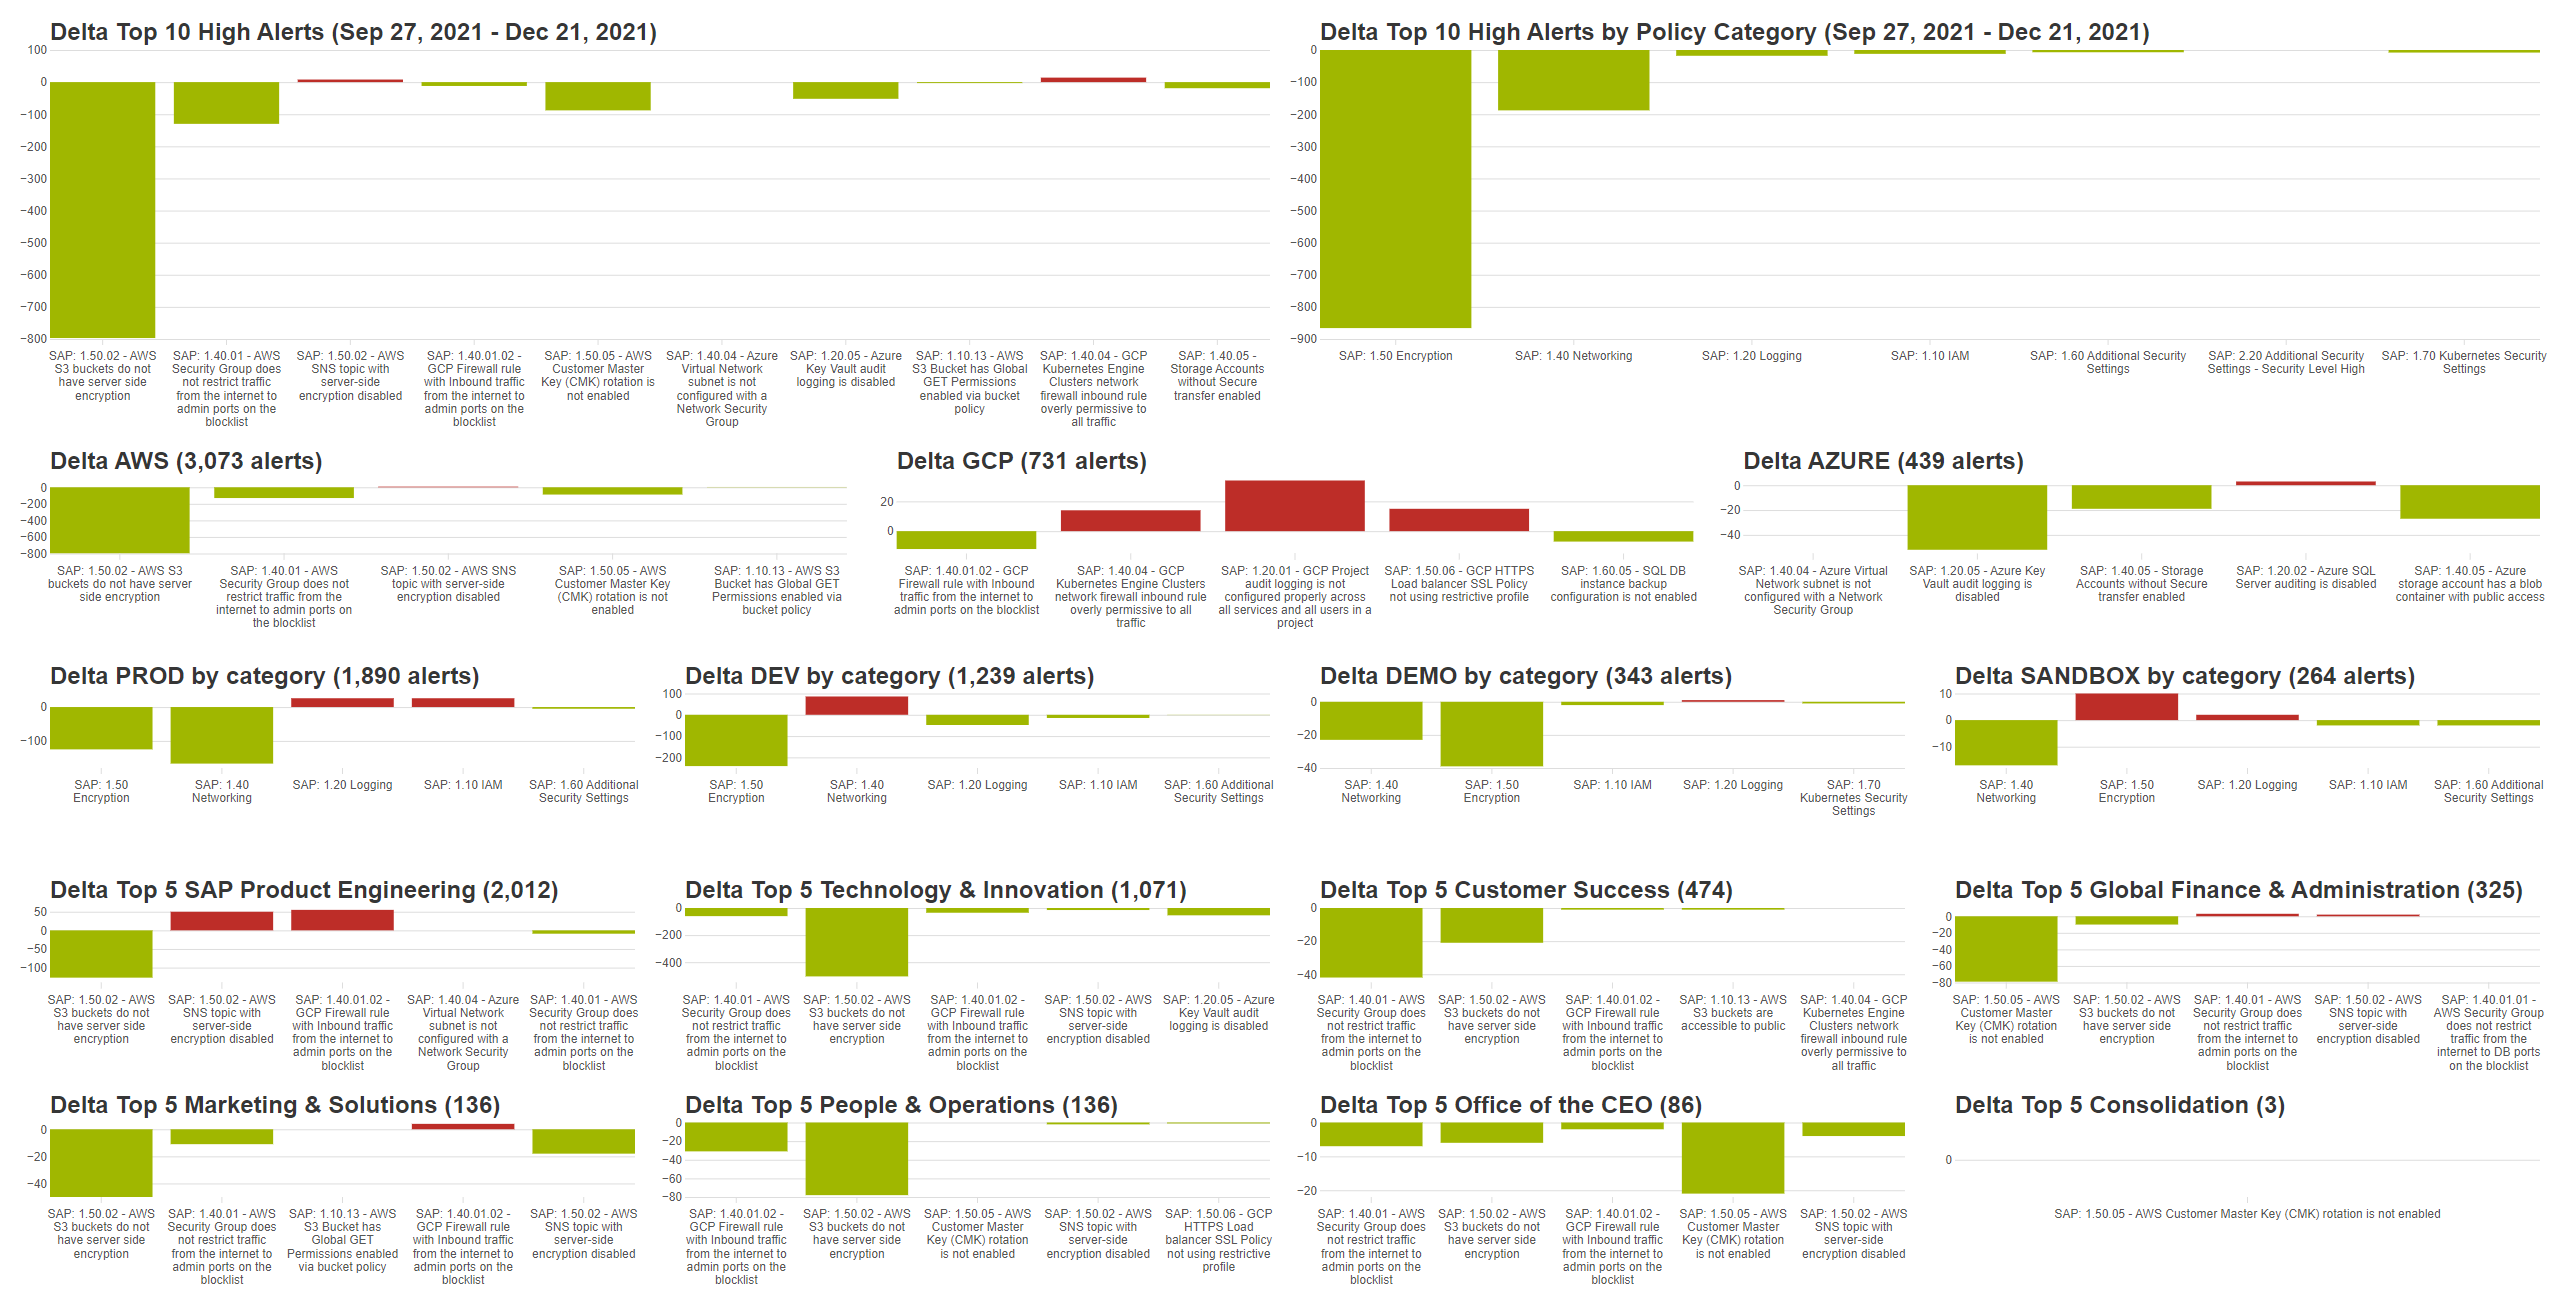 Delta Top 10 High Alerts (Sep 27, 2021 - Dec 21, 2021)
100
0
−100
−200
−300
−400
−500
−600
−700
−800
SAP: 1.50.02 - AWS
S3 buckets do not
have server side
encryption
SAP: 1.40.01 - AWS
Security Group does
not restrict traffic
from the internet to
admin ports on the
blocklist
SAP: 1.50.02 - AWS
SNS topic with
server-side
encryption disabled
SAP: 1.40.01.02 -
GCP Firewall rule
with Inbound traffic
from the internet to
admin ports on the
blocklist
SAP: 1.50.05 - AWS
Customer Master
Key (CMK) rotation is
not enabled
SAP: 1.40.04 - Azure
Virtual Network
subnet is not
configured with a
Network Security
Group
SAP: 1.20.05 - Azure
Key Vault audit
logging is disabled
SAP: 1.10.13 - AWS
S3 Bucket has Global
GET Permissions
enabled via bucket
policy
SAP: 1.40.04 - GCP
Kubernetes Engine
Clusters network
firewall inbound rule
overly permissive to
all traffic
SAP: 1.40.05 -
Storage Accounts
without Secure
transfer enabled
Delta Top 10 High Alerts by Policy Category (Sep 27, 2021 - Dec 21, 2021)
0
−100
−200
−300
−400
−500
−600
−700
−800
−900
SAP: 1.50 Encryption
SAP: 1.40 Networking
SAP: 1.20 Logging
SAP: 1.10 IAM
SAP: 1.60 Additional Security
Settings
SAP: 2.20 Additional Security
Settings - Security Level High
SAP: 1.70 Kubernetes Security
Settings
Delta AWS (3,073 alerts)
0
−200
−400
−600
−800
SAP: 1.50.02 - AWS S3
buckets do not have server
side encryption
SAP: 1.40.01 - AWS
Security Group does not
restrict traffic from the
internet to admin ports on
the blocklist
SAP: 1.50.02 - AWS SNS
topic with server-side
encryption disabled
SAP: 1.50.05 - AWS
Customer Master Key
(CMK) rotation is not
enabled
SAP: 1.10.13 - AWS S3
Bucket has Global GET
Permissions enabled via
bucket policy
Delta GCP (731 alerts)
20
0
SAP: 1.40.01.02 - GCP
Firewall rule with Inbound
traffic from the internet to
admin ports on the blocklist
SAP: 1.40.04 - GCP
Kubernetes Engine Clusters
network firewall inbound rule
overly permissive to all
traffic
SAP: 1.20.01 - GCP Project
audit logging is not
configured properly across
all services and all users in a
project
SAP: 1.50.06 - GCP HTTPS
Load balancer SSL Policy
not using restrictive profile
SAP: 1.60.05 - SQL DB
instance backup
configuration is not enabled
Delta AZURE (439 alerts)
0
−20
−40
SAP: 1.40.04 - Azure Virtual
Network subnet is not
configured with a Network
Security Group
SAP: 1.20.05 - Azure Key
Vault audit logging is
disabled
SAP: 1.40.05 - Storage
Accounts without Secure
transfer enabled
SAP: 1.20.02 - Azure SQL
Server auditing is disabled
SAP: 1.40.05 - Azure
storage account has a blob
container with public access
Delta PROD by category (1,890 alerts)
0
−100
SAP: 1.50
Encryption
SAP: 1.40
Networking
SAP: 1.20 Logging
SAP: 1.10 IAM
SAP: 1.60 Additional
Security Settings
Delta DEV by category (1,239 alerts)
100
0
−100
−200
SAP: 1.50
Encryption
SAP: 1.40
Networking
SAP: 1.20 Logging
SAP: 1.10 IAM
SAP: 1.60 Additional
Security Settings
Delta DEMO by category (343 alerts)
0
−20
−40
SAP: 1.40
Networking
SAP: 1.50
Encryption
SAP: 1.10 IAM
SAP: 1.20 Logging
SAP: 1.70
Kubernetes Security
Settings
Delta SANDBOX by category (264 alerts)
10
0
−10
SAP: 1.40
Networking
SAP: 1.50
Encryption
SAP: 1.20 Logging
SAP: 1.10 IAM
SAP: 1.60 Additional
Security Settings
Delta Top 5 SAP Product Engineering (2,012)
50
0
−50
−100
SAP: 1.50.02 - AWS
S3 buckets do not
have server side
encryption
SAP: 1.50.02 - AWS
SNS topic with
server-side
encryption disabled
SAP: 1.40.01.02 -
GCP Firewall rule
with Inbound traffic
from the internet to
admin ports on the
blocklist
SAP: 1.40.04 - Azure
Virtual Network
subnet is not
configured with a
Network Security
Group
SAP: 1.40.01 - AWS
Security Group does
not restrict traffic
from the internet to
admin ports on the
blocklist
Delta Top 5 Technology & Innovation (1,071)
0
−200
−400
SAP: 1.40.01 - AWS
Security Group does
not restrict traffic
from the internet to
admin ports on the
blocklist
SAP: 1.50.02 - AWS
S3 buckets do not
have server side
encryption
SAP: 1.40.01.02 -
GCP Firewall rule
with Inbound traffic
from the internet to
admin ports on the
blocklist
SAP: 1.50.02 - AWS
SNS topic with
server-side
encryption disabled
SAP: 1.20.05 - Azure
Key Vault audit
logging is disabled
Delta Top 5 Customer Success (474)
0
−20
−40
SAP: 1.40.01 - AWS
Security Group does
not restrict traffic
from the internet to
admin ports on the
blocklist
SAP: 1.50.02 - AWS
S3 buckets do not
have server side
encryption
SAP: 1.40.01.02 -
GCP Firewall rule
with Inbound traffic
from the internet to
admin ports on the
blocklist
SAP: 1.10.13 - AWS
S3 buckets are
accessible to public
SAP: 1.40.04 - GCP
Kubernetes Engine
Clusters network
firewall inbound rule
overly permissive to
all traffic
Delta Top 5 Global Finance & Administration (325)
0
−20
−40
−60
−80
SAP: 1.50.05 - AWS
Customer Master
Key (CMK) rotation
is not enabled
SAP: 1.50.02 - AWS
S3 buckets do not
have server side
encryption
SAP: 1.40.01 - AWS
Security Group does
not restrict traffic
from the internet to
admin ports on the
blocklist
SAP: 1.50.02 - AWS
SNS topic with
server-side
encryption disabled
SAP: 1.40.01.01 -
AWS Security Group
does not restrict
traffic from the
internet to DB ports
on the blocklist
Delta Top 5 Marketing & Solutions (136)
0
−20
−40
SAP: 1.50.02 - AWS
S3 buckets do not
have server side
encryption
SAP: 1.40.01 - AWS
Security Group does
not restrict traffic
from the internet to
admin ports on the
blocklist
SAP: 1.10.13 - AWS
S3 Bucket has
Global GET
Permissions enabled
via bucket policy
SAP: 1.40.01.02 -
GCP Firewall rule
with Inbound traffic
from the internet to
admin ports on the
blocklist
SAP: 1.50.02 - AWS
SNS topic with
server-side
encryption disabled
Delta Top 5 People & Operations (136)
0
−20
−40
−60
−80
SAP: 1.40.01.02 -
GCP Firewall rule
with Inbound traffic
from the internet to
admin ports on the
blocklist
SAP: 1.50.02 - AWS
S3 buckets do not
have server side
encryption
SAP: 1.50.05 - AWS
Customer Master
Key (CMK) rotation
is not enabled
SAP: 1.50.02 - AWS
SNS topic with
server-side
encryption disabled
SAP: 1.50.06 - GCP
HTTPS Load
balancer SSL Policy
not using restrictive
profile
Delta Top 5 Office of the CEO (86)
0
−10
−20
SAP: 1.40.01 - AWS
Security Group does
not restrict traffic
from the internet to
admin ports on the
blocklist
SAP: 1.50.02 - AWS
S3 buckets do not
have server side
encryption
SAP: 1.40.01.02 -
GCP Firewall rule
with Inbound traffic
from the internet to
admin ports on the
blocklist
SAP: 1.50.05 - AWS
Customer Master
Key (CMK) rotation
is not enabled
SAP: 1.50.02 - AWS
SNS topic with
server-side
encryption disabled
Delta Top 5 Consolidation (3)
0
SAP: 1.50.05 - AWS Customer Master Key (CMK) rotation is not enabled